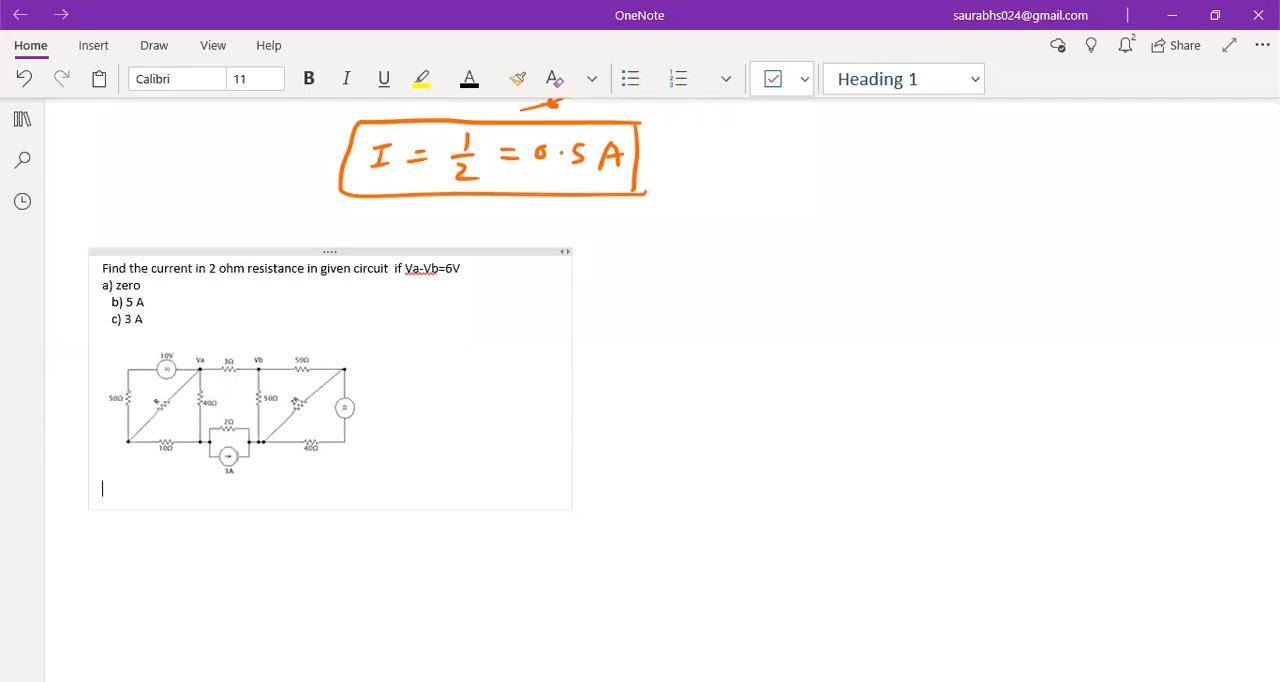 OneNote
saurabhs024@gmail.com
Home Insert Draw View Help
2 Share
Calibri 11 B I U A A Heading 1
I = 1/2 = 0.5 A
Find the current in 2 ohm resistance in given circuit if Va-Vb=6V
a) zero
b) 5 A
c) 3 A
10V Va 3Ω Vb 50Ω
50Ω R 40Ω 50Ω
2Ω
10Ω 40Ω
3A